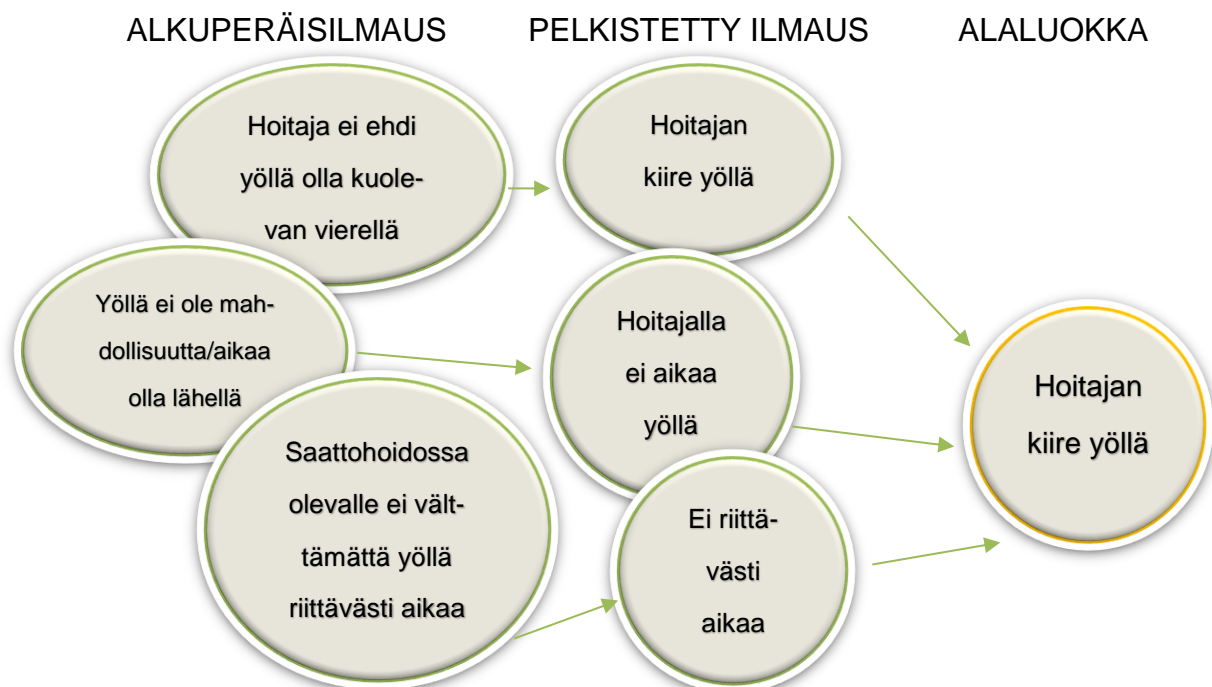 ALKUPERÄISILMAUS PELKISTETTY ILMAUS ALALUOKKA
Hoitaja ei ehdi
yöllä olla kuole-
van vierellä
Yöllä ei ole mah-
dollisuutta/aikaa
olla lähellä
Saattohoidossa
olevalle ei vält-
tämättä yöllä
riittävästi aikaa
Hoitajan
kiire yöllä
Hoitajalla
ei aikaa
yöllä
Ei riittä-
västi
aikaa
Hoitajan
kiire yöllä